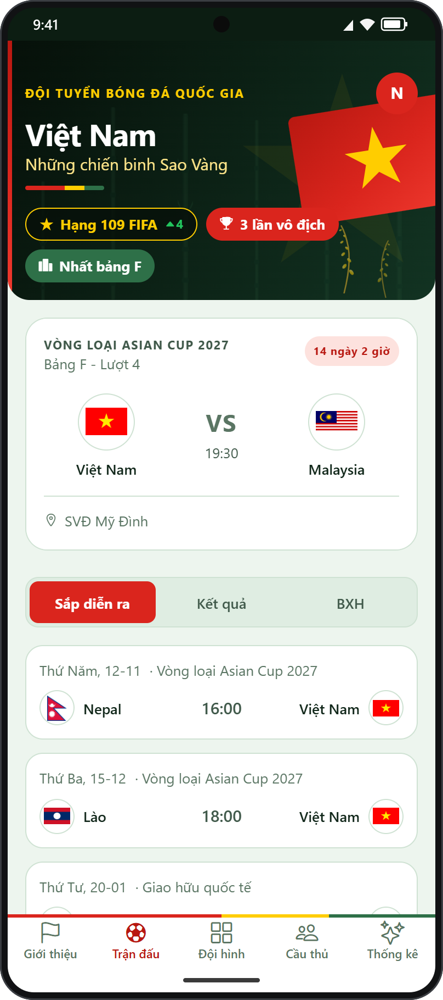 9:41
ĐỘI TUYỂN BÓNG ĐÁ QUỐC GIA
N
Việt Nam
Những chiến binh Sao Vàng
Hạng 109 FIFA 4
3 lần vô địch
Nhất bảng F
VÒNG LOẠI ASIAN CUP 2027
14 ngày 2 giờ
Bảng F - Lượt 4
VS
19:30
Việt Nam
Malaysia
SVĐ Mỹ Đình
Sắp diễn ra
Kết quả
BXH
Thứ Năm, 12-11 · Vòng loại Asian Cup 2027
Nepal 16:00 Việt Nam
Thứ Ba, 15-12 · Vòng loại Asian Cup 2027
Lào 18:00 Việt Nam
Thứ Tư, 20-01 · Giao hữu quốc tế
Giới thiệu
Trận đấu
Đội hình
Cầu thủ
Thống kê